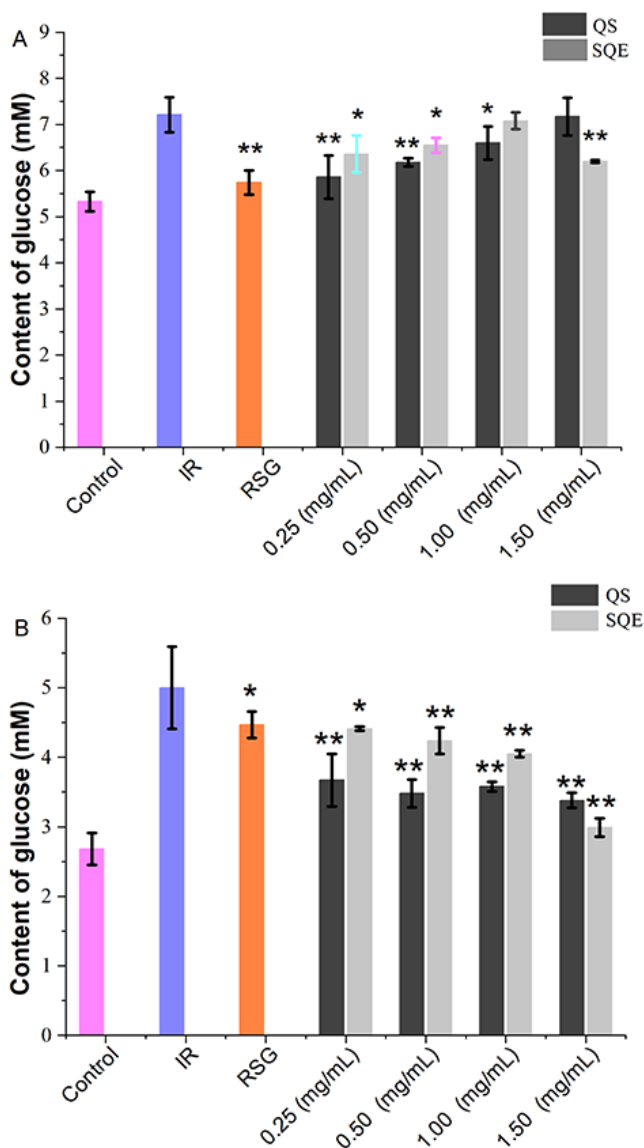 A
QS
SQE
Content of glucose (mM)
9
8
7
6
5
4
3
2
1
0
**
**
*
**
*
*
**
Control
IR
RSG
0.25 (mg/mL)
0.50 (mg/mL)
1.00 (mg/mL)
1.50 (mg/mL)
B
QS
SQE
Content of glucose (mM)
6
5
4
3
2
1
0
*
**
*
**
**
**
**
**
**
Control
IR
RSG
0.25 (mg/mL)
0.50 (mg/mL)
1.00 (mg/mL)
1.50 (mg/mL)